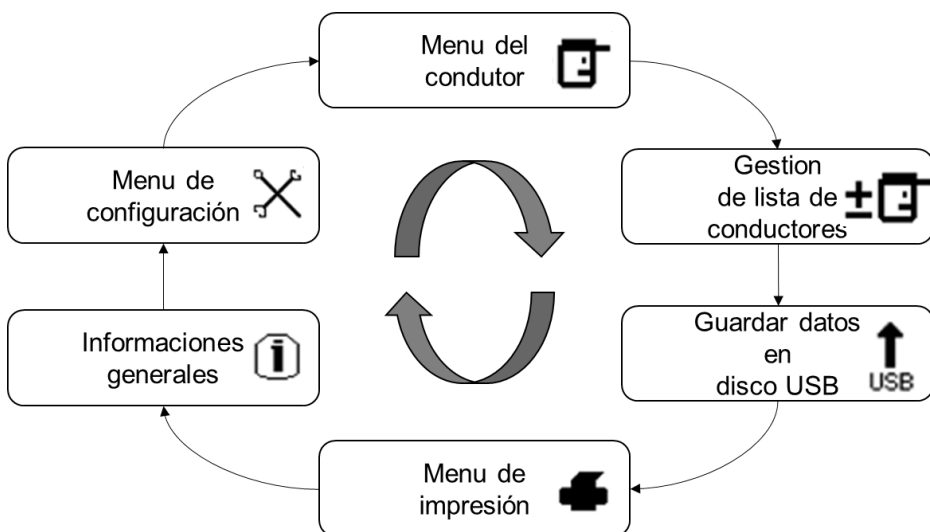 Menu del
condutor
Gestion
de lista de
conductores
Guardar datos
en
disco USB
USB
Menu de
impresión
Informaciones
generales
Menu de
configuración